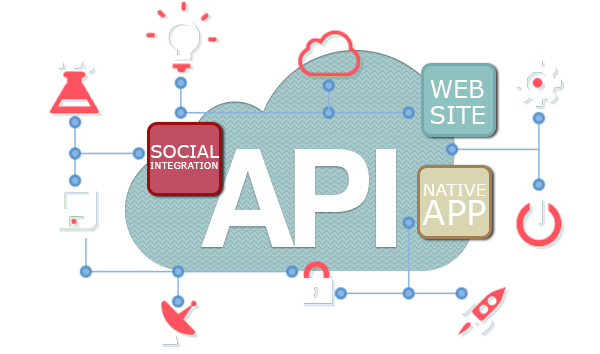 WEB
SITE
SOCIAL
INTEGRATION
API
NATIVE
APP